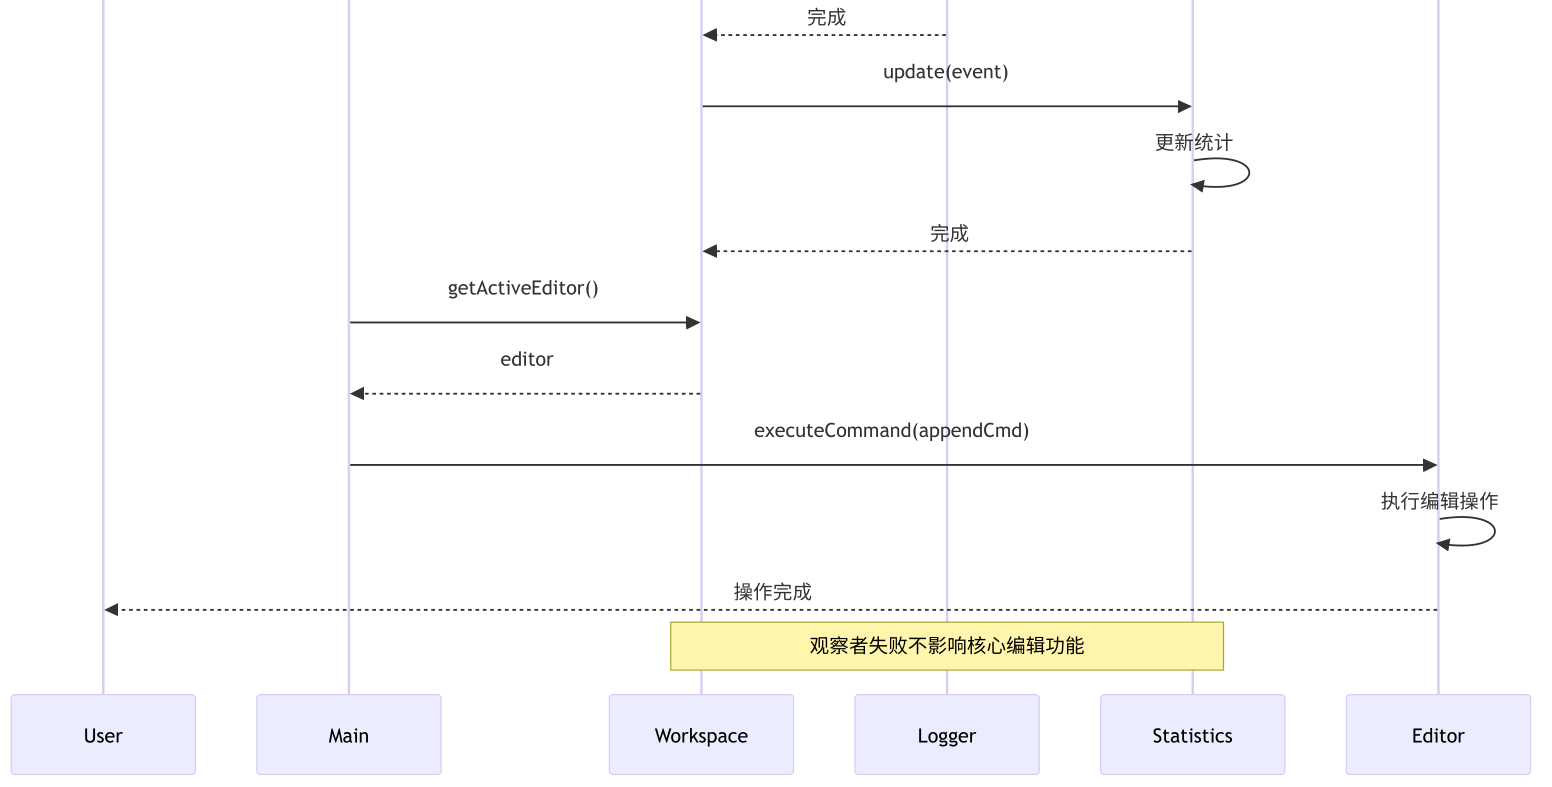 完成
update(event)
更新统计
完成
getActiveEditor()
editor
executeCommand(appendCmd)
执行编辑操作
操作完成
观察者失败不影响核心编辑功能
User
Main
Workspace
Logger
Statistics
Editor